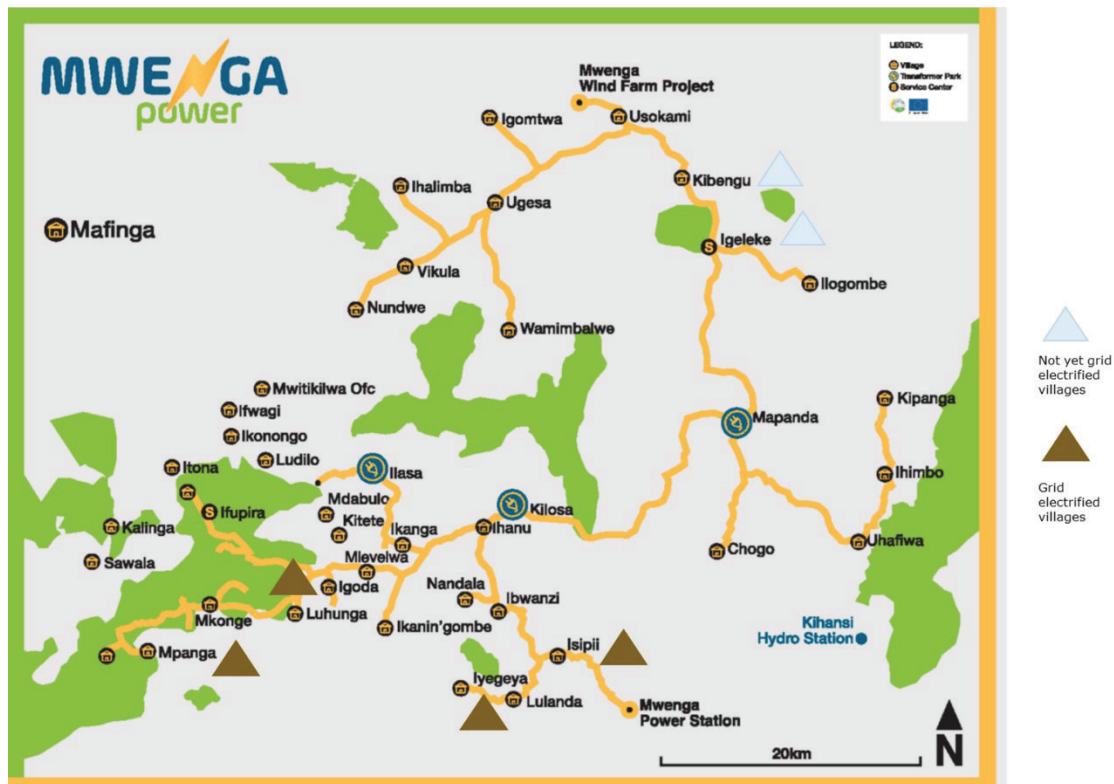 MWENGA
power
Mwenga
Wind Farm Project
LEGEND:
Village
Transformer Park
Service Center
Igomtwa
Usokami
Kibengu
Ihalimba
Ugesa
Mafinga
Igeleke
Vikula
Ilogombe
Nundwe
Wamimbalwe
Not yet grid
electrified
villages
Mwitikilwa Ofc
Kipanga
Ifwagi
Mapanda
Ikonongo
Ludilo
Grid
electrified
villages
Itona
Ilasa
Ihimbo
Mdabulo
Ifupira
Kilosa
Kalinga
Kitete
Ikanga
Ihanu
Uhafiwa
Chogo
Sawala
Mlevelwa
Igoda
Nandala
Ibwanzi
Mkonge
Luhunga
Ikanin'gombe
Kihansi
Hydro Station
Isipii
Mpanga
Iyegeya
Lulanda
Mwenga
Power Station
20km
N